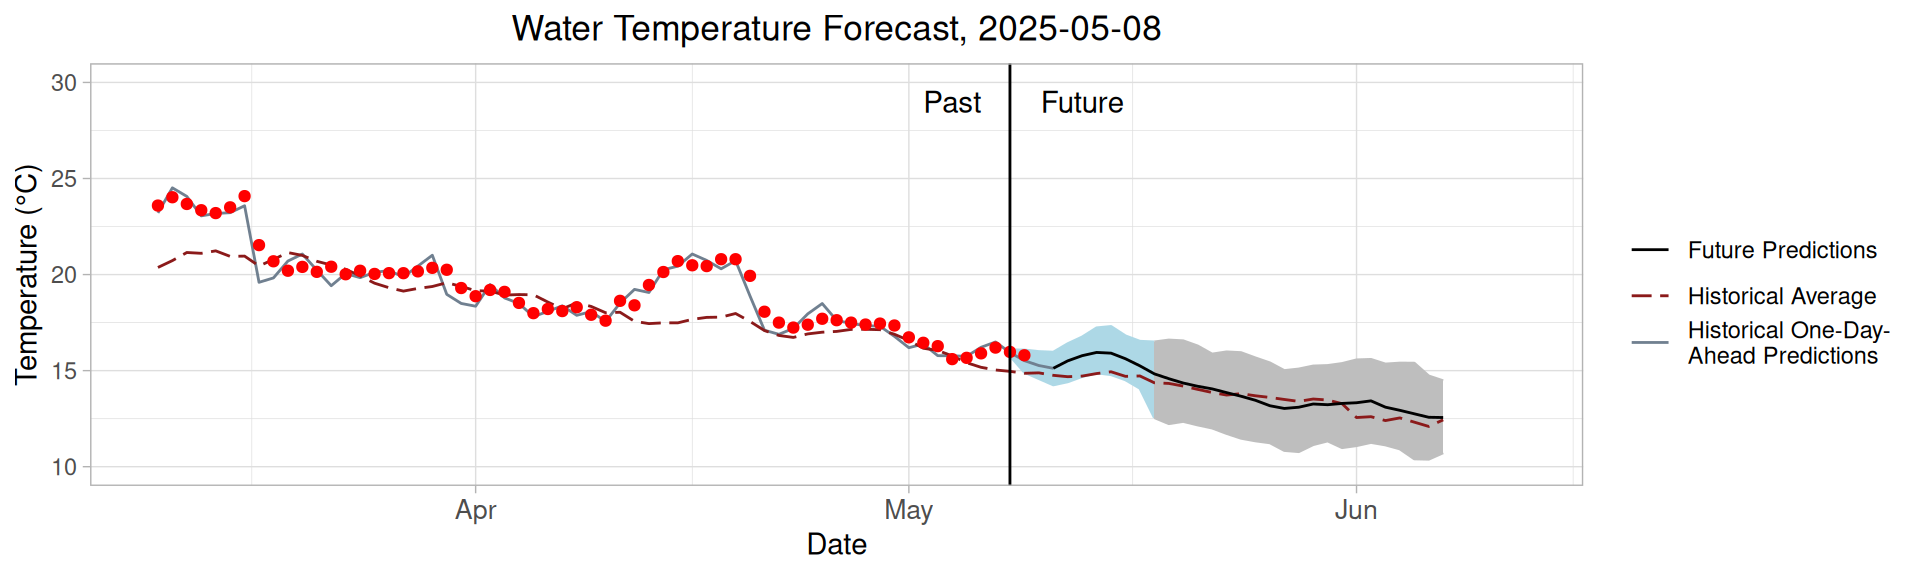 Water Temperature Forecast, 2025-05-08
Temperature (°C)
30
25
20
15
10
Past
Future
Apr
May
Jun
Date
Future Predictions
Historical Average
Historical One-Day-
Ahead Predictions